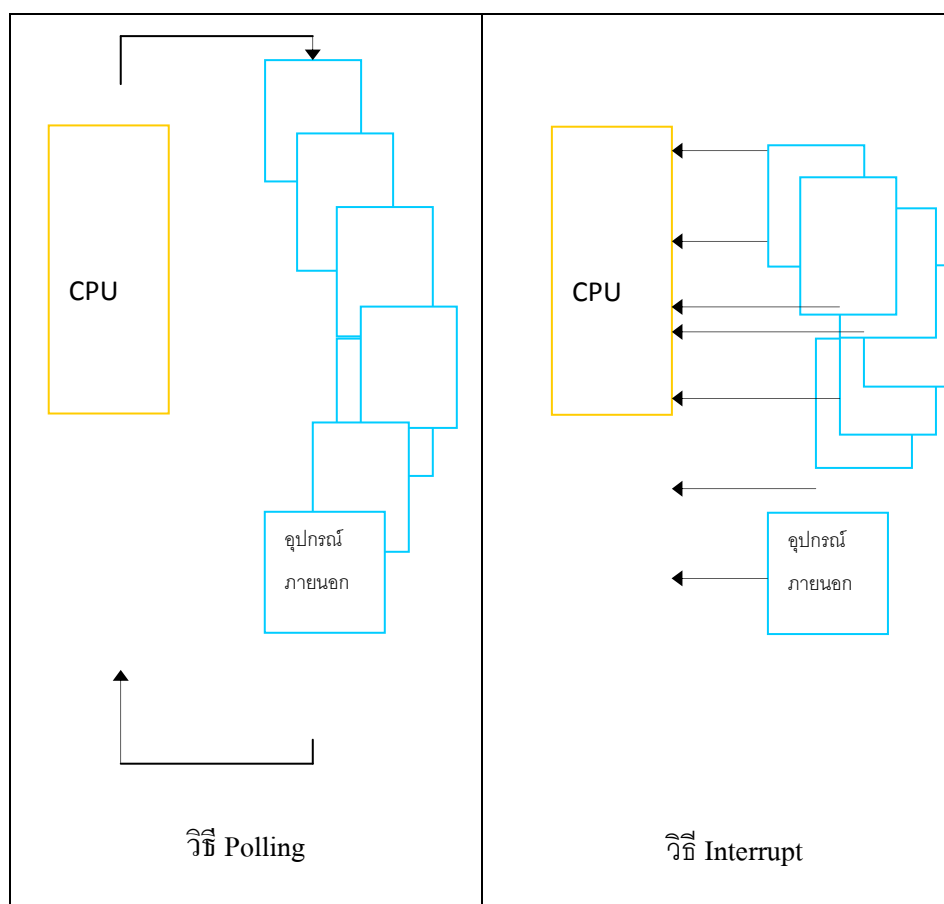 CPU
อุปกรณ์
ภายนอก
วิธี Polling
CPU
อุปกรณ์
ภายนอก
วิธี Interrupt